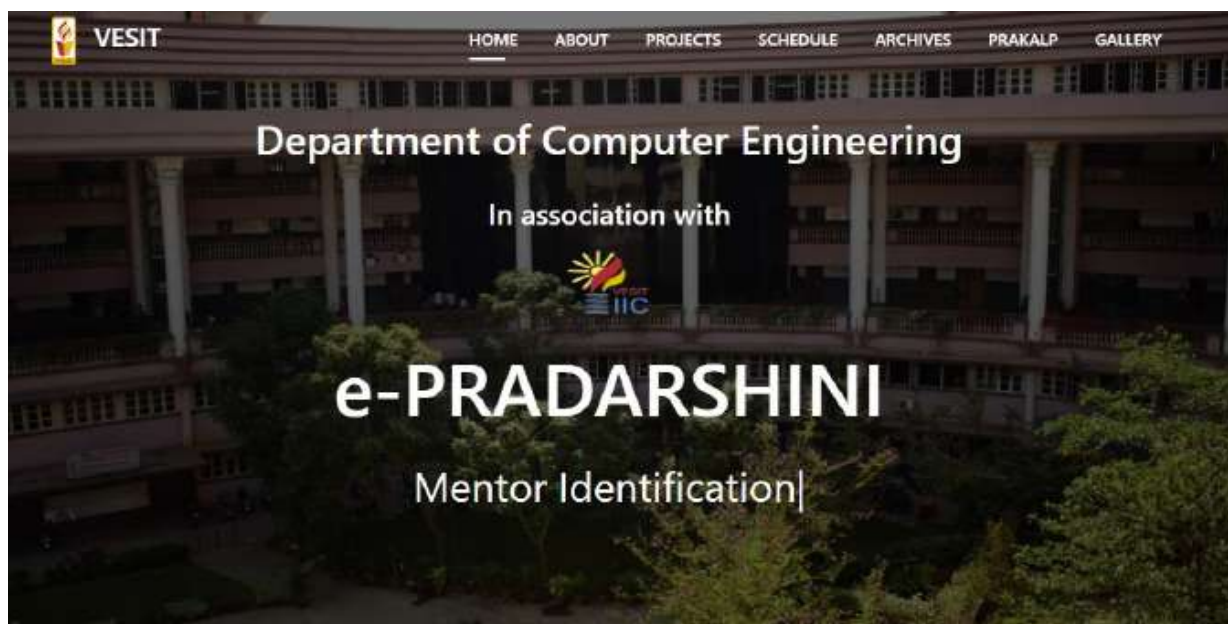 VESIT
HOME ABOUT PROJECTS SCHEDULE ARCHIVES PRAKALP GALLERY
Department of Computer Engineering
In association with
VESIT
IIC
e-PRADARSHINI
Mentor Identification|